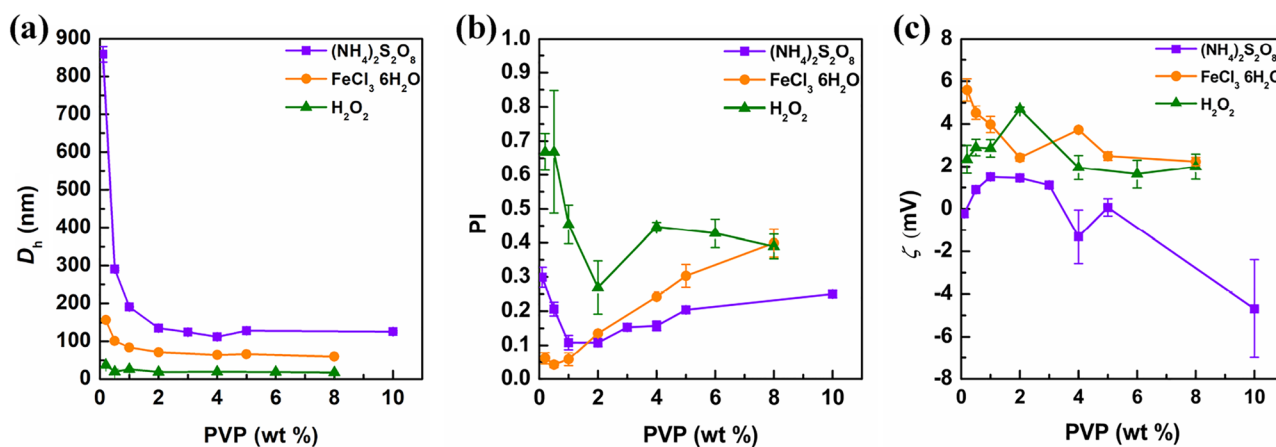 (a)
900
800
700
600
500
400
300
200
100
0
D_h (nm)
0 2 4 6 8 10
PVP (wt %)
(NH₄)₂S₂O₈
FeCl₃ 6H₂O
H₂O₂
(b)
1.0
0.9
0.8
0.7
0.6
0.5
0.4
0.3
0.2
0.1
0.0
PI
0 2 4 6 8 10
PVP (wt %)
(NH₄)₂S₂O₈
FeCl₃ 6H₂O
H₂O₂
(c)
8
6
4
2
0
-2
-4
-6
-8
ζ (mV)
0 2 4 6 8 10
PVP (wt %)
(NH₄)₂S₂O₈
FeCl₃ 6H₂O
H₂O₂